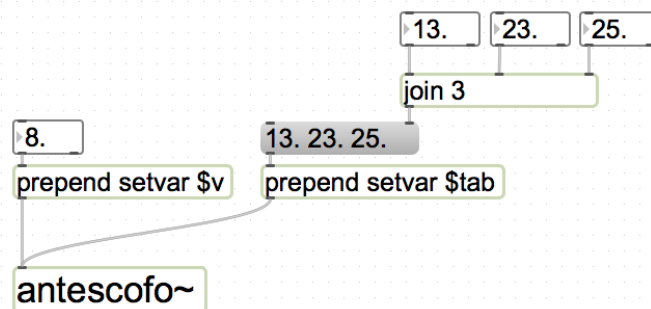 13.
23.
25.
join 3
8.
13. 23. 25.
prepend setvar $v
prepend setvar $tab
antescofo~